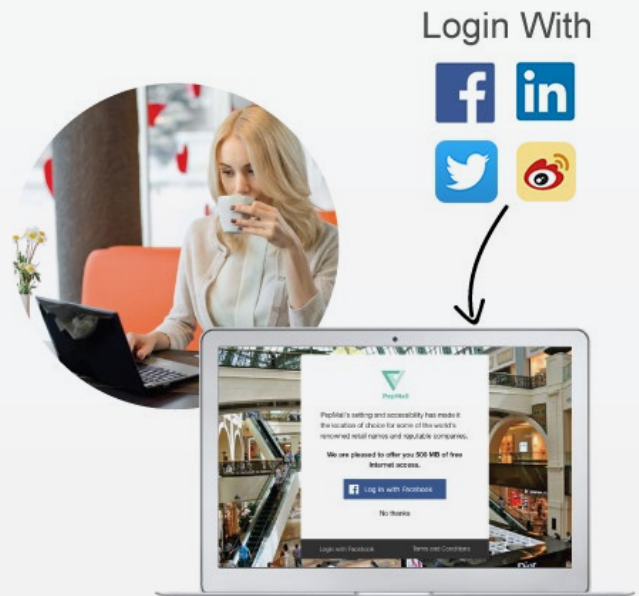 Login With
f in
PepMall
PepMall's setting and accessibility has made it
the location of choice for some of the world's
renowned retail names and reputable companies.
We are pleased to offer you 500 MB of free
Internet access.
f Log in with Facebook
No thanks
Login with Facebook Terms and Conditions
Dior